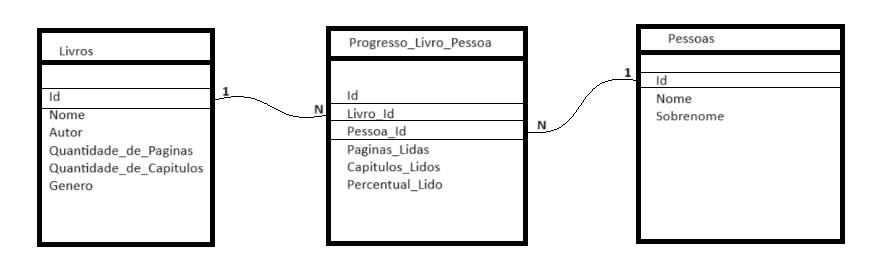 Livros
Id
Nome
Autor
Quantidade_de_Paginas
Quantidade_de_Capitulos
Genero
1
N
Progresso_Livro_Pessoa
Id
Livro_Id
Pessoa_Id
Paginas_Lidas
Capitulos_Lidos
Percentual_Lido
N
1
Pessoas
Id
Nome
Sobrenome